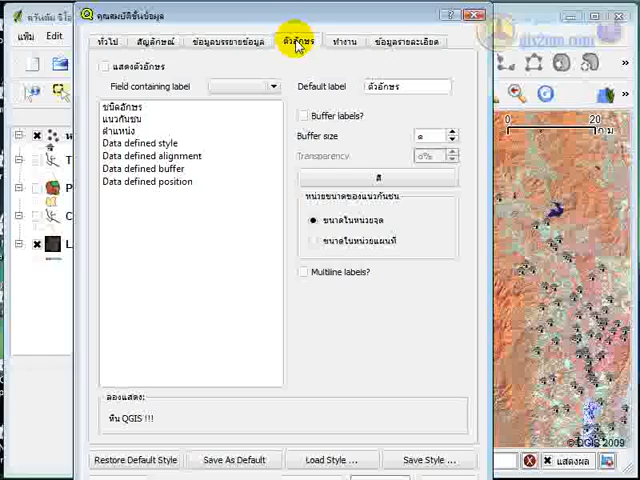 คุณสมบัติชั้นข้อมูล
gis2me.com
แฟ้ม Edit
ทั่วไป สัญลักษณ์ ข้อมูลบรรยายข้อมูล ตัวอักษร ทำงาน ข้อมูลรายละเอียด
แสดงตัวอักษร
Field containing label
Default label ตัวอักษร
ชนิดอักษร
แนวกันชน
ตำแหน่ง
Data defined style
Data defined alignment
Data defined buffer
Data defined position
Buffer labels?
Buffer size ๑
Transparency: ๐%
สี
หน่วยขนาดของแนวกันชน
ขนาดในหน่วยจุด
ขนาดในหน่วยแผนที่
Multiline labels?
0 20
กม
ลองแสดง:
หืน QGIS !!!
© QGIS 2009
Restore Default Style Save As Default Load Style ... Save Style ...
แสดงผล